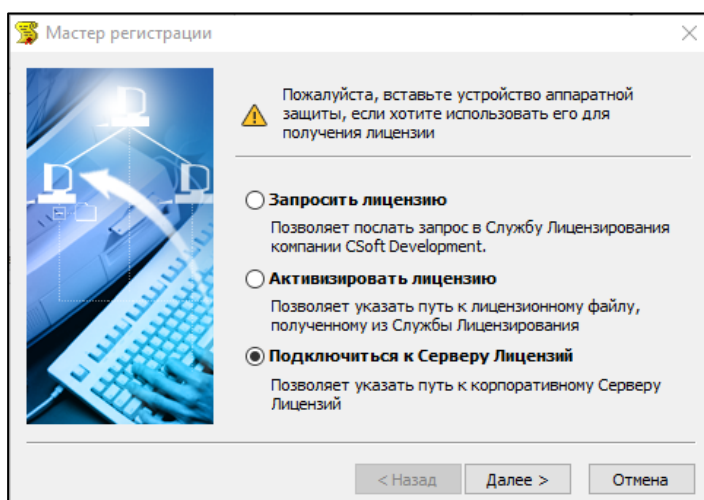 Мастер регистрации
Пожалуйста, вставьте устройство аппаратной
защиты, если хотите использовать его для
получения лицензии
Запросить лицензию
Позволяет послать запрос в Службу Лицензирования
компании CSoft Development.
Активизировать лицензию
Позволяет указать путь к лицензионному файлу,
полученному из Службы Лицензирования
Подключиться к Серверу Лицензий
Позволяет указать путь к корпоративному Серверу
Лицензий
< Назад
Далее >
Отмена